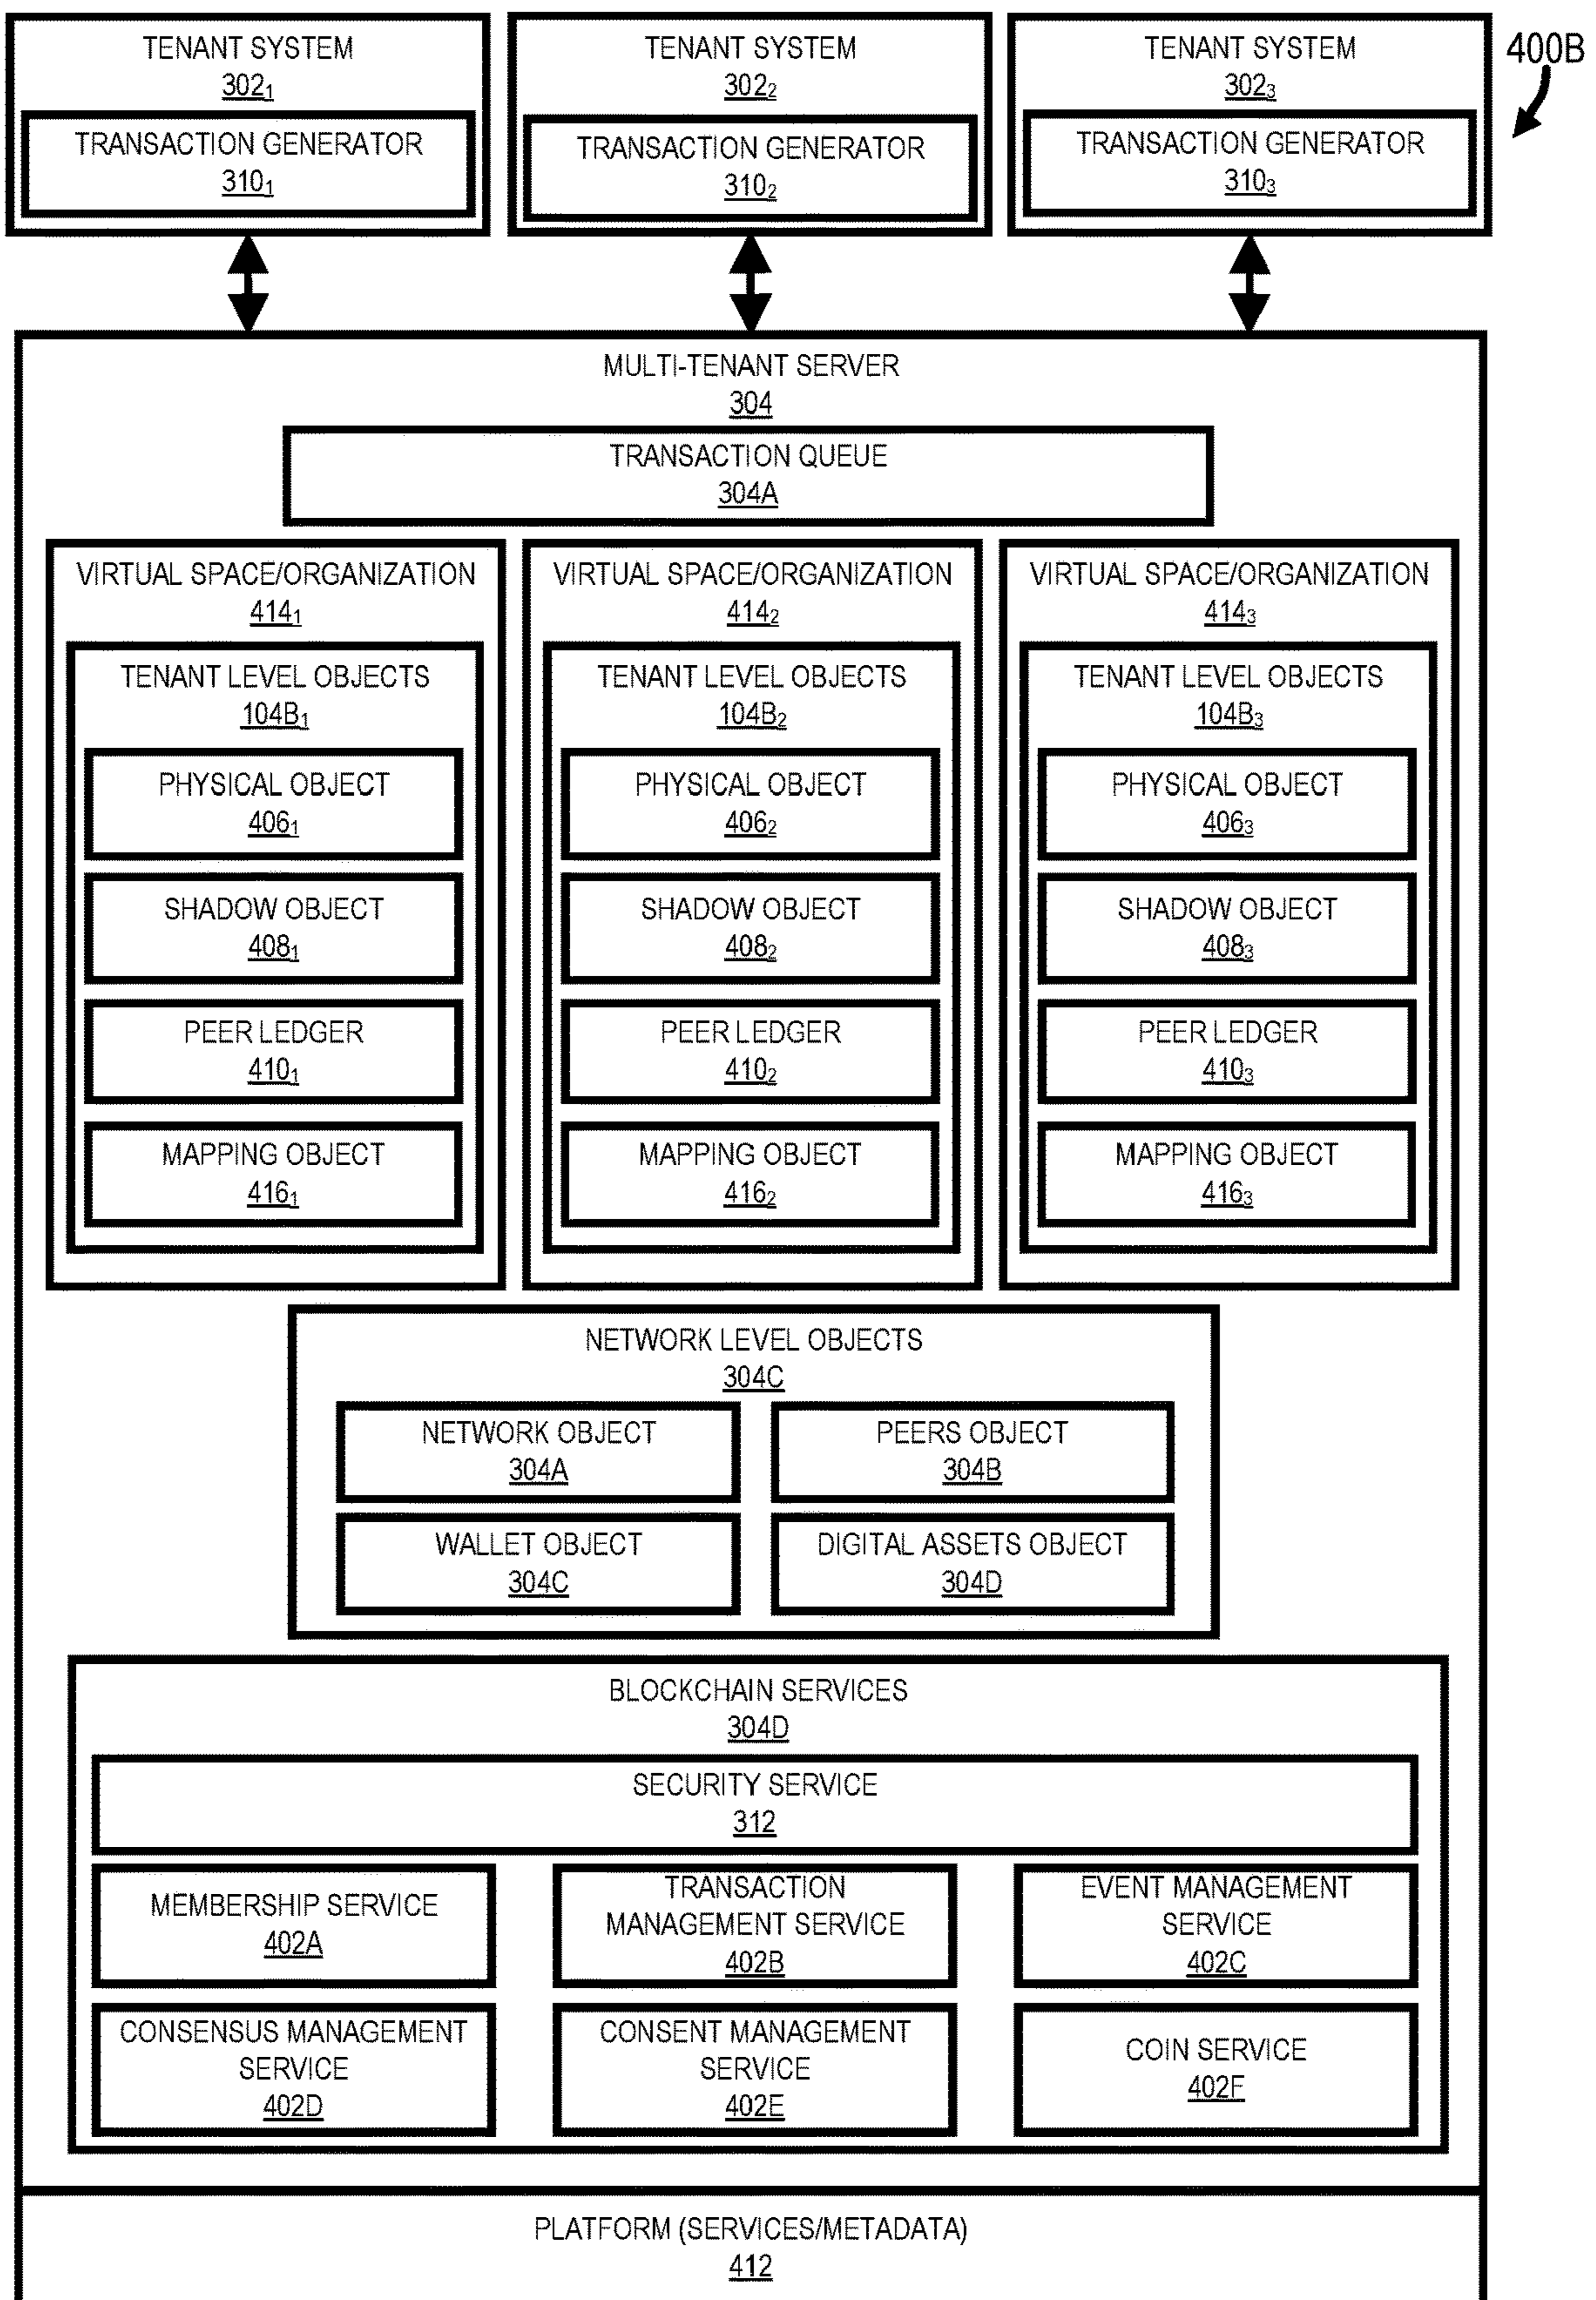 400B
TENANT SYSTEM
302₁
TRANSACTION GENERATOR
310₁
TENANT SYSTEM
302₂
TRANSACTION GENERATOR
310₂
TENANT SYSTEM
302₃
TRANSACTION GENERATOR
310₃
MULTI-TENANT SERVER
304
TRANSACTION QUEUE
304A
VIRTUAL SPACE/ORGANIZATION
414₁
TENANT LEVEL OBJECTS
104B₁
PHYSICAL OBJECT
406₁
SHADOW OBJECT
408₁
PEER LEDGER
410₁
MAPPING OBJECT
416₁
VIRTUAL SPACE/ORGANIZATION
414₂
TENANT LEVEL OBJECTS
104B₂
PHYSICAL OBJECT
406₂
SHADOW OBJECT
408₂
PEER LEDGER
410₂
MAPPING OBJECT
416₂
VIRTUAL SPACE/ORGANIZATION
414₃
TENANT LEVEL OBJECTS
104B₃
PHYSICAL OBJECT
406₃
SHADOW OBJECT
408₃
PEER LEDGER
410₃
MAPPING OBJECT
416₃
NETWORK LEVEL OBJECTS
304C
NETWORK OBJECT
304A
PEERS OBJECT
304B
WALLET OBJECT
304C
DIGITAL ASSETS OBJECT
304D
BLOCKCHAIN SERVICES
304D
SECURITY SERVICE
312
MEMBERSHIP SERVICE
402A
TRANSACTION
MANAGEMENT SERVICE
402B
EVENT MANAGEMENT
SERVICE
402C
CONSENSUS MANAGEMENT
SERVICE
402D
CONSENT MANAGEMENT
SERVICE
402E
COIN SERVICE
402F
PLATFORM (SERVICES/METADATA)
412